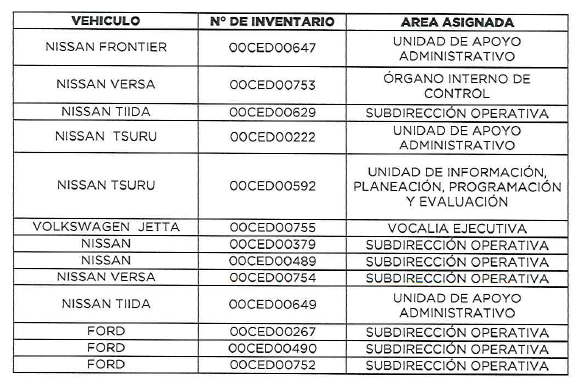 VEHICULO Nº DE INVENTARIO AREA ASIGNADA
NISSAN FRONTIER 00CED00647 UNIDAD DE APOYO
ADMINISTRATIVO
NISSAN VERSA 00CED00753 ÓRGANO INTERNO DE
CONTROL
NISSAN TIIDA 00CED00629 SUBDIRECCIÓN OPERATIVA
NISSAN TSURU 00CED00222 UNIDAD DE APOYO
ADMINISTRATIVO
NISSAN TSURU 00CED00592 UNIDAD DE INFORMACIÓN,
PLANEACIÓN, PROGRAMACIÓN
Y EVALUACIÓN
VOLKSWAGEN JETTA 00CED00755 VOCALIA EJECUTIVA
NISSAN 00CED00379 SUBDIRECCIÓN OPERATIVA
NISSAN 00CED00489 SUBDIRECCIÓN OPERATIVA
NISSAN VERSA 00CED00754 SUBDIRECCIÓN OPERATIVA
NISSAN TIIDA 00CED00649 UNIDAD DE APOYO
ADMINISTRATIVO
FORD 00CED00267 SUBDIRECCIÓN OPERATIVA
FORD 00CED00490 SUBDIRECCIÓN OPERATIVA
FORD 00CED00752 SUBDIRECCIÓN OPERATIVA